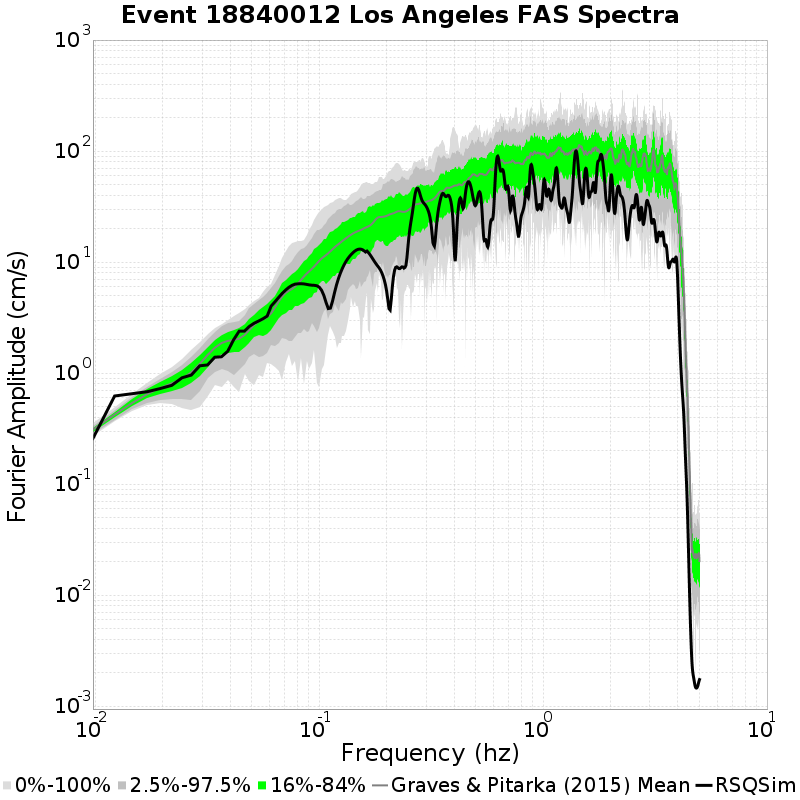 Event 18840012 Los Angeles FAS Spectra
10³
10²
10¹
10⁰
10⁻¹
10⁻²
10⁻³
Fourier Amplitude (cm/s)
10⁻² 10⁻¹ 10⁰ 10¹
Frequency (hz)
0%-100% 2.5%-97.5% 16%-84% Graves & Pitarka (2015) Mean RSQSim